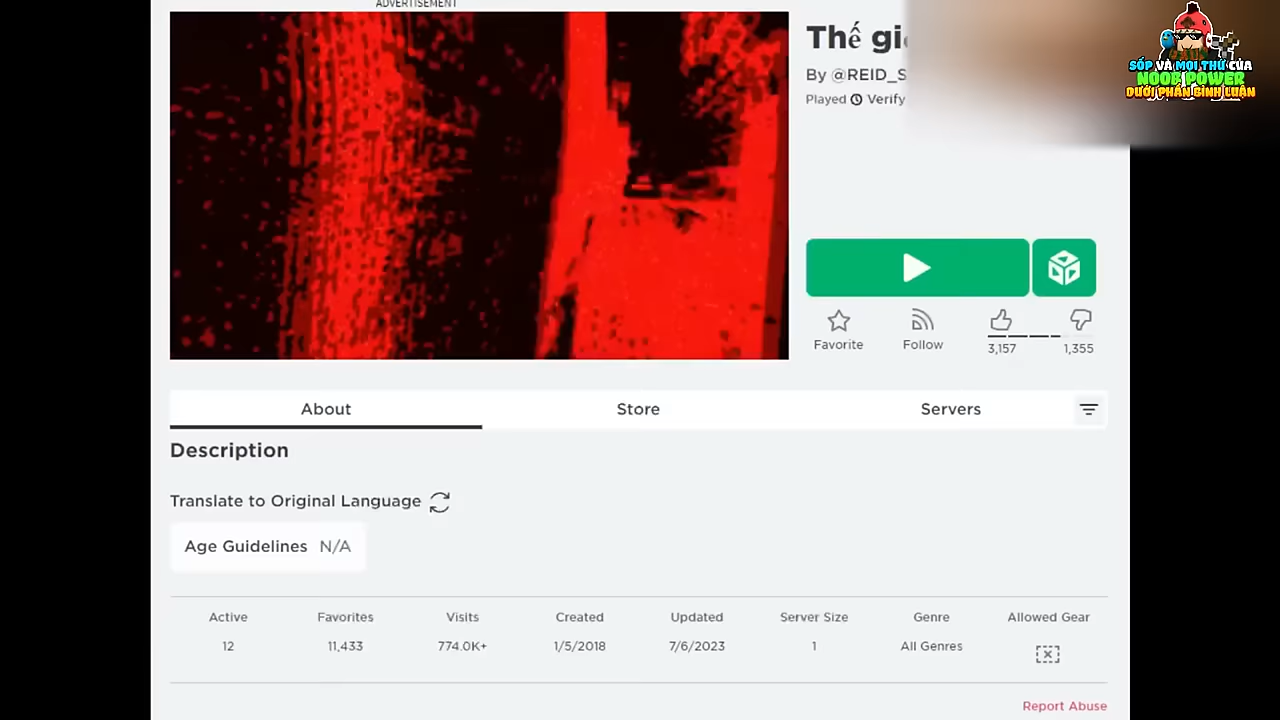 ADVERTISEMENT
Thế
By @REID_S
Played Verify
SỐP VÀ MỌI THỨ CỦA
NOOB POWER
DƯỚI PHẦN BÌNH LUẬN
Favorite
Follow
3,157
1,355
About
Store
Servers
Description
Translate to Original Language
Age Guidelines N/A
Active
Favorites
Visits
Created
Updated
Server Size
Genre
Allowed Gear
12
11,433
774.0K+
1/5/2018
7/6/2023
1
All Genres
Report Abuse